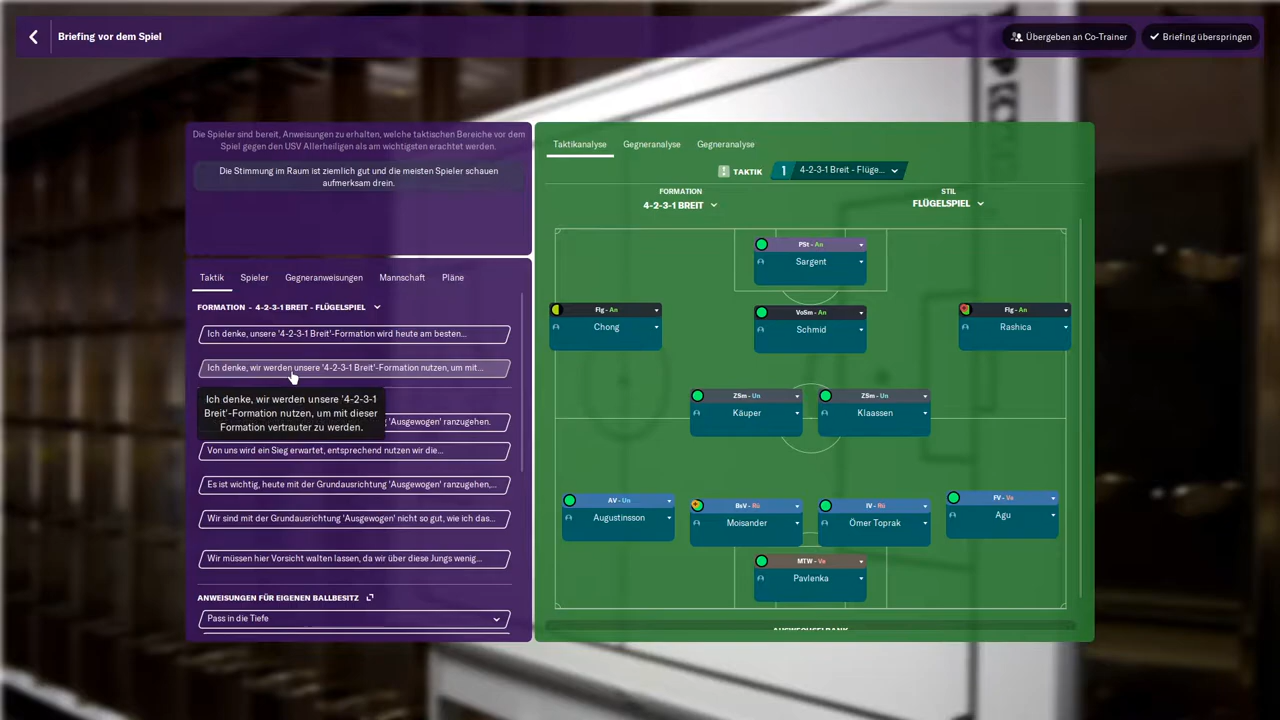 Briefing vor dem Spiel
Übergeben an Co-Trainer
Briefing überspringen
Die Spieler sind bereit, Anweisungen zu erhalten, welche taktischen Bereiche vor dem
Spiel gegen den USV Allerheiligen als am wichtigsten erachtet werden.
Die Stimmung im Raum ist ziemlich gut und die meisten Spieler schauen
aufmerksam drein.
Taktik
Spieler
Gegneranweisungen
Mannschaft
Pläne
FORMATION - 4-2-3-1 BREIT - FLÜGELSPIEL
Ich denke, unsere '4-2-3-1 Breit'-Formation wird heute am besten...
Ich denke, wir werden unsere '4-2-3-1 Breit'-Formation nutzen, um mit...
Ich denke, wir werden unsere '4-2-3-1
Breit'-Formation nutzen, um mit dieser
Formation vertrauter zu werden.
g 'Ausgewogen' ranzugehen.
Von uns wird ein Sieg erwartet, entsprechend nutzen wir die...
Es ist wichtig, heute mit der Grundausrichtung 'Ausgewogen' ranzugehen,...
Wir sind mit der Grundausrichtung 'Ausgewogen' nicht so gut, wie ich das...
Wir müssen hier Vorsicht walten lassen, da wir über diese Jungs wenig...
ANWEISUNGEN FÜR EIGENEN BALLBESITZ
Pass in die Tiefe
Taktikanalyse
Gegneranalyse
Gegneranalyse
TAKTIK
1
4-2-3-1 Breit - Flüge...
FORMATION
4-2-3-1 BREIT
STIL
FLÜGELSPIEL
PSt - An
Sargent
Flg - An
Chong
VoSm - An
Schmid
Flg - An
Rashica
ZSm - Un
Käuper
ZSm - Un
Klaassen
AV - Un
Augustinsson
BsV - Rü
Moisander
IV - Rü
Ömer Toprak
FV - Va
Agu
MTW - Va
Pavlenka
AUSWECHSELBANK